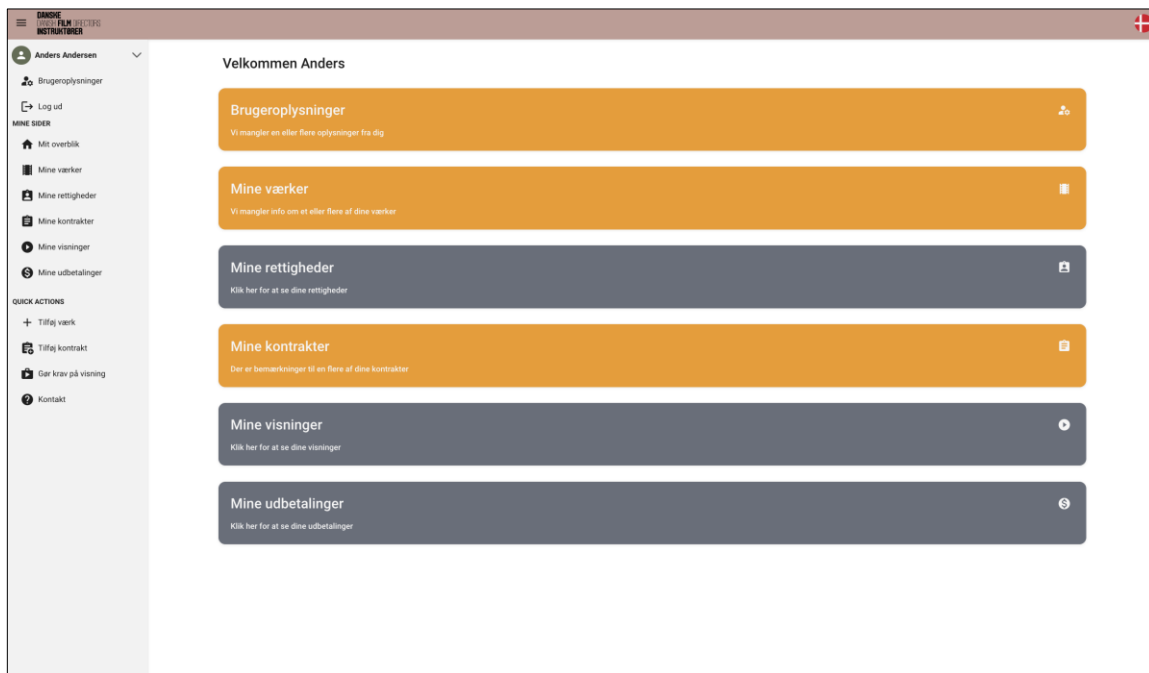 DANSKE
DANISH FILM DIRECTORS
INSTRUKTØRER
Anders Andersen
Brugeroplysninger
Log ud
MINE SIDER
Mit overblik
Mine værker
Mine rettigheder
Mine kontrakter
Mine visninger
Mine udbetalinger
QUICK ACTIONS
Tilføj værk
Tilføj kontrakt
Gør krav på visning
Kontakt
Velkommen Anders
Brugeroplysninger
Vi mangler en eller flere oplysninger fra dig
Mine værker
Vi mangler info om et eller flere af dine værker
Mine rettigheder
Klik her for at se dine rettigheder
Mine kontrakter
Der er bemærkninger til en flere af dine kontrakter
Mine visninger
Klik her for at se dine visninger
Mine udbetalinger
Klik her for at se dine udbetalinger